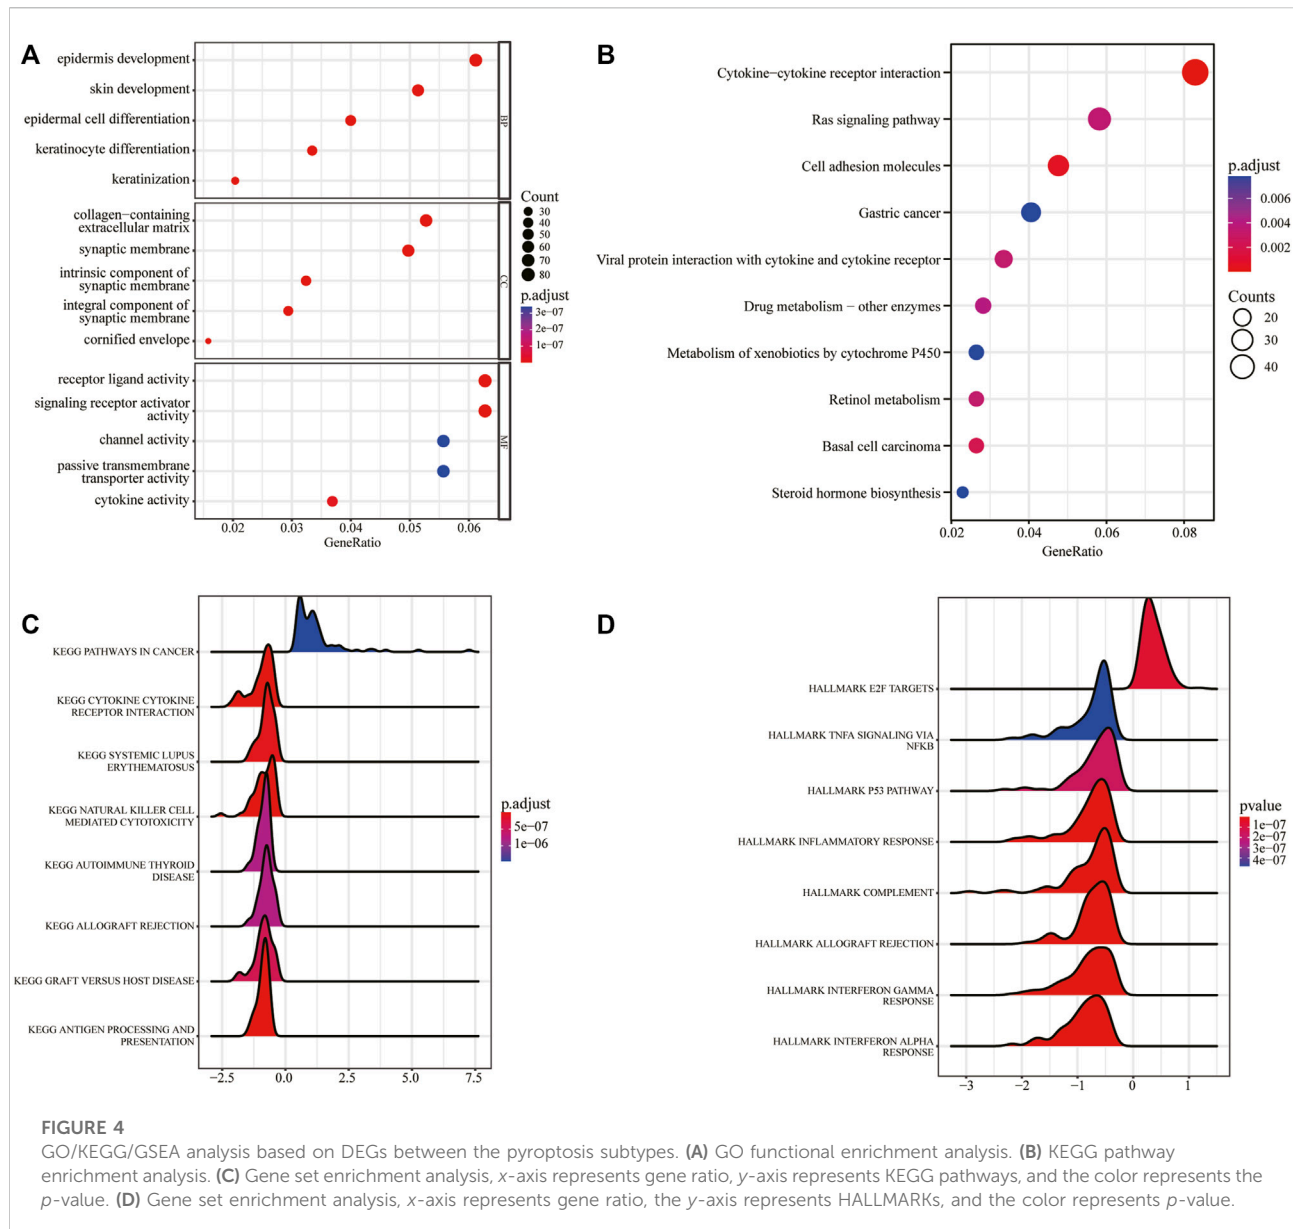 A
epidermis development
skin development
epidermal cell differentiation
keratinocyte differentiation
keratinization
BP
collagen−containing
extracellular matrix
synaptic membrane
intrinsic component of
synaptic membrane
integral component of
synaptic membrane
cornified envelope
CC
receptor ligand activity
signaling receptor activator
activity
channel activity
passive transmembrane
transporter activity
cytokine activity
MF
0.02 0.03 0.04 0.05 0.06
GeneRatio
Count
30
40
50
60
70
80
p.adjust
3e−07
2e−07
1e−07
B
Cytokine−cytokine receptor interaction
Ras signaling pathway
Cell adhesion molecules
Gastric cancer
Viral protein interaction with cytokine and cytokine receptor
Drug metabolism − other enzymes
Metabolism of xenobiotics by cytochrome P450
Retinol metabolism
Basal cell carcinoma
Steroid hormone biosynthesis
0.02 0.04 0.06 0.08
GeneRatio
p.adjust
0.006
0.004
0.002
Counts
20
30
40
C
KEGG PATHWAYS IN CANCER
KEGG CYTOKINE CYTOKINE
RECEPTOR INTERACTION
KEGG SYSTEMIC LUPUS
ERYTHEMATOSUS
KEGG NATURAL KILLER CELL
MEDIATED CYTOTOXICITY
KEGG AUTOIMMUNE THYROID
DISEASE
KEGG ALLOGRAFT REJECTION
KEGG GRAFT VERSUS HOST DISEASE
KEGG ANTIGEN PROCESSING AND
PRESENTATION
−2.5 0.0 2.5 5.0 7.5
p.adjust
5e−07
1e−06
D
HALLMARK E2F TARGETS
HALLMARK TNFA SIGNALING VIA
NFKB
HALLMARK P53 PATHWAY
HALLMARK INFLAMMATORY RESPONSE
HALLMARK COMPLEMENT
HALLMARK ALLOGRAFT REJECTION
HALLMARK INTERFERON GAMMA
RESPONSE
HALLMARK INTERFERON ALPHA
RESPONSE
−3 −2 −1 0 1
pvalue
1e−07
2e−07
3e−07
4e−07
FIGURE 4
GO/KEGG/GSEA analysis based on DEGs between the pyroptosis subtypes. (A) GO functional enrichment analysis. (B) KEGG pathway
enrichment analysis. (C) Gene set enrichment analysis, x-axis represents gene ratio, y-axis represents KEGG pathways, and the color represents the
p-value. (D) Gene set enrichment analysis, x-axis represents gene ratio, the y-axis represents HALLMARKs, and the color represents p-value.